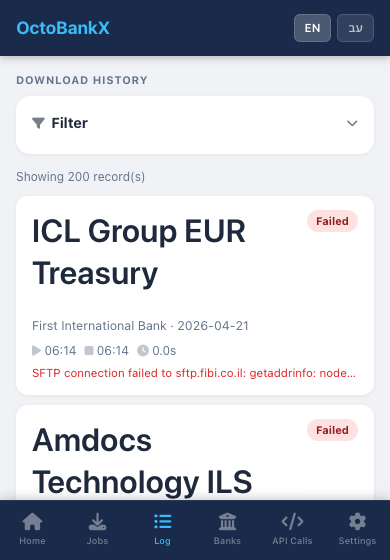 OctoBankX
EN
עב
DOWNLOAD HISTORY
Filter
Showing 200 record(s)
ICL Group EUR
Treasury
Failed
First International Bank · 2026-04-21
06:14 06:14 0.0s
SFTP connection failed to sftp.fibi.co.il: getaddrinfo: node...
Amdocs
Technology ILS
Failed
Home Jobs Log Banks API Calls Settings